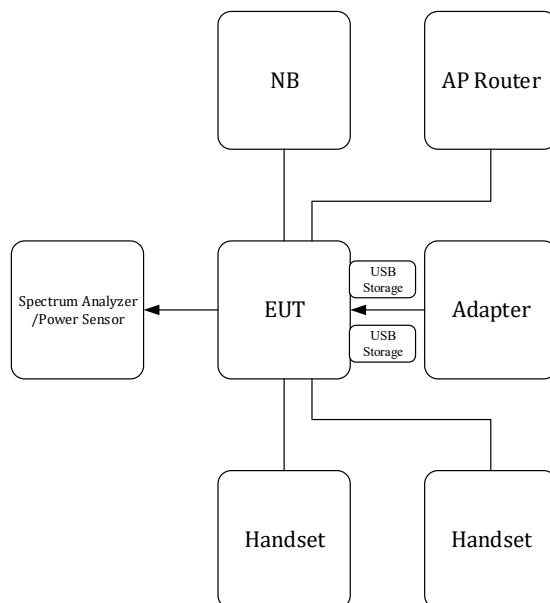 NB
AP Router
Spectrum Analyzer
/Power Sensor
EUT
USB
Storage
USB
Storage
Adapter
Handset
Handset